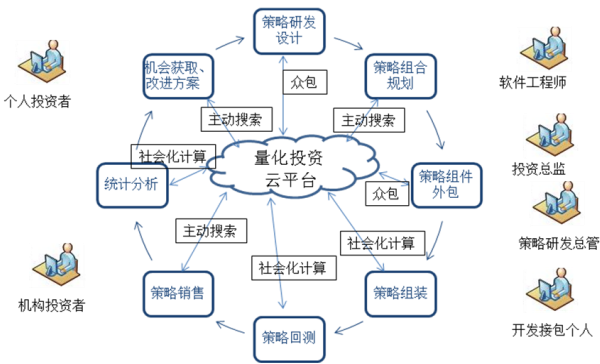 策略研发
设计
机会获取、
改进方案
众包
策略组合
规划
软件工程师
个人投资者
主动搜索
主动搜索
社会化计算
量化投资
云平台
投资总监
统计分析
众包
策略组件
外包
主动搜索
社会化计算
策略研发总管
社会化计算
机构投资者
策略销售
策略组装
开发接包个人
策略回测